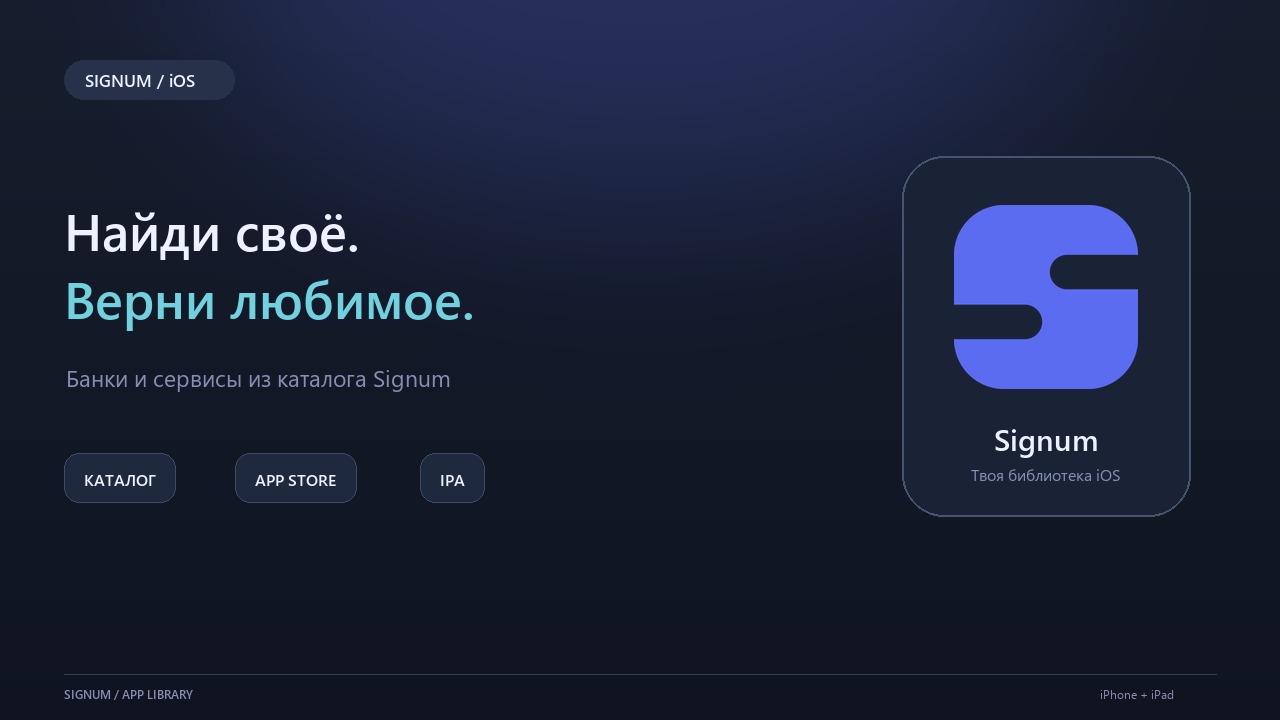 SIGNUM / iOS
Найди своё.
Верни любимое.
Банки и сервисы из каталога Signum
КАТАЛОГ
APP STORE
IPA
Signum
Твоя библиотека iOS
SIGNUM / APP LIBRARY
iPhone + iPad